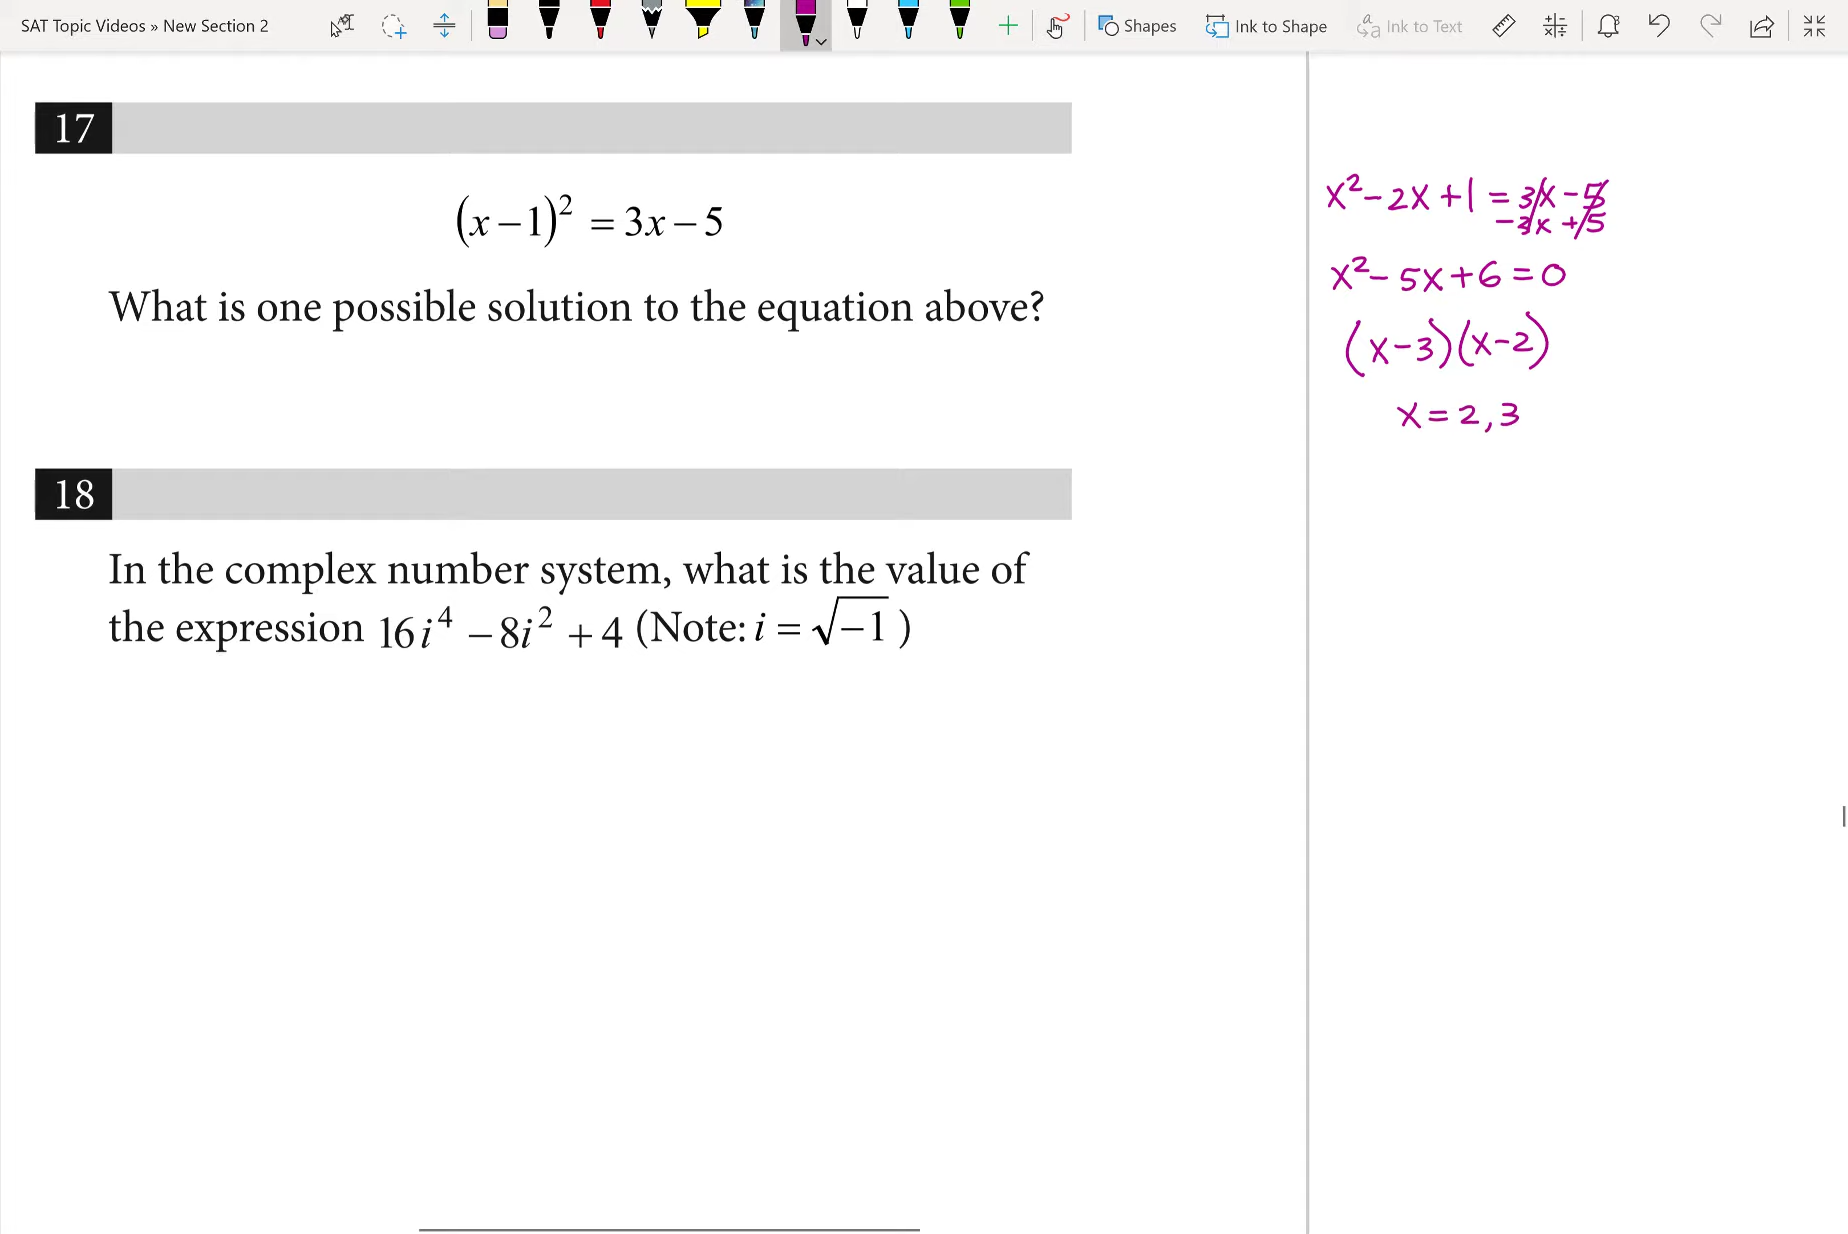 SAT Topic Videos » New Section 2
Shapes
Ink to Shape
Ink to Text
17
(x − 1)² = 3x − 5
What is one possible solution to the equation above?
18
In the complex number system, what is the value of
the expression 16i⁴ − 8i² + 4 (Note: i = √−1 )
x² − 2x + 1 = 3x − 5
− 3x + 5
x² − 5x + 6 = 0
(x − 3)(x − 2)
x = 2, 3